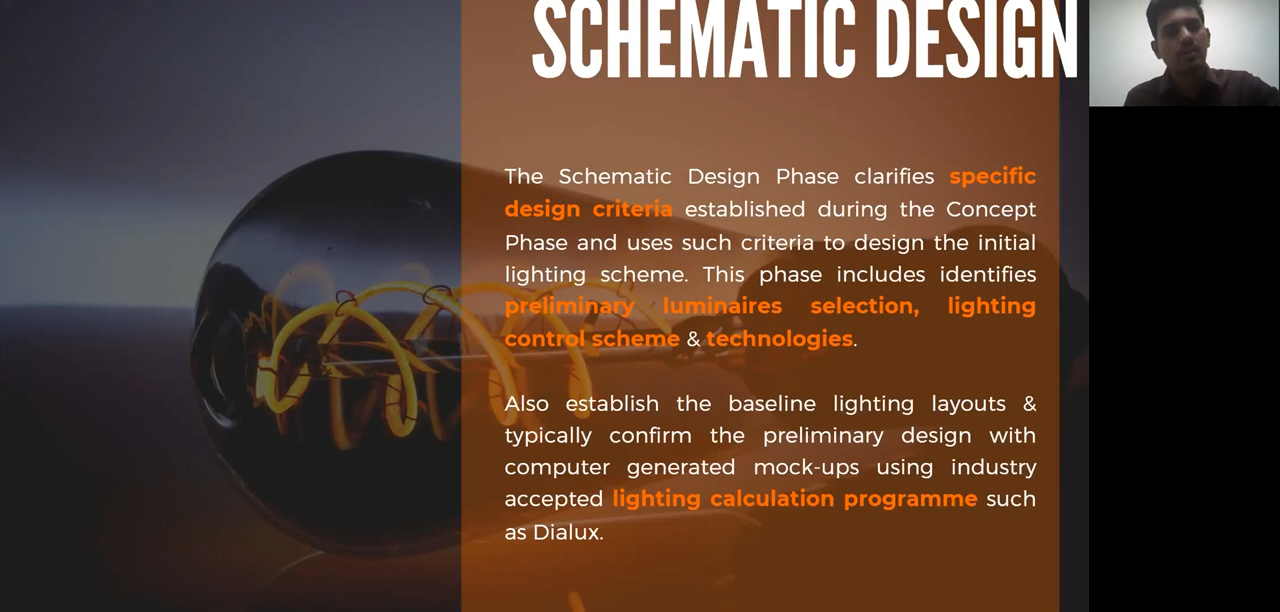 SCHEMATIC DESIGN
The Schematic Design Phase clarifies specific
design criteria established during the Concept
Phase and uses such criteria to design the initial
lighting scheme. This phase includes identifies
preliminary luminaires selection, lighting
control scheme & technologies.
Also establish the baseline lighting layouts &
typically confirm the preliminary design with
computer generated mock-ups using industry
accepted lighting calculation programme such
as Dialux.